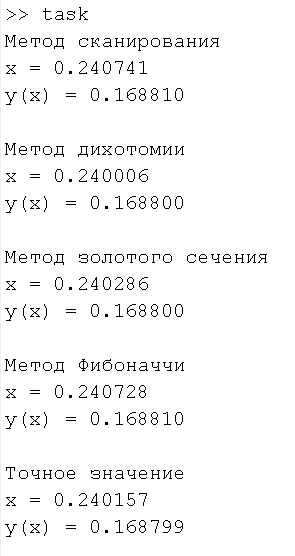 >> task
Метод сканирования
x = 0.240741
y(x) = 0.168810
Метод дихотомии
x = 0.240006
y(x) = 0.168800
Метод золотого сечения
x = 0.240286
y(x) = 0.168800
Метод Фибоначчи
x = 0.240728
y(x) = 0.168810
Точное значение
x = 0.240157
y(x) = 0.168799